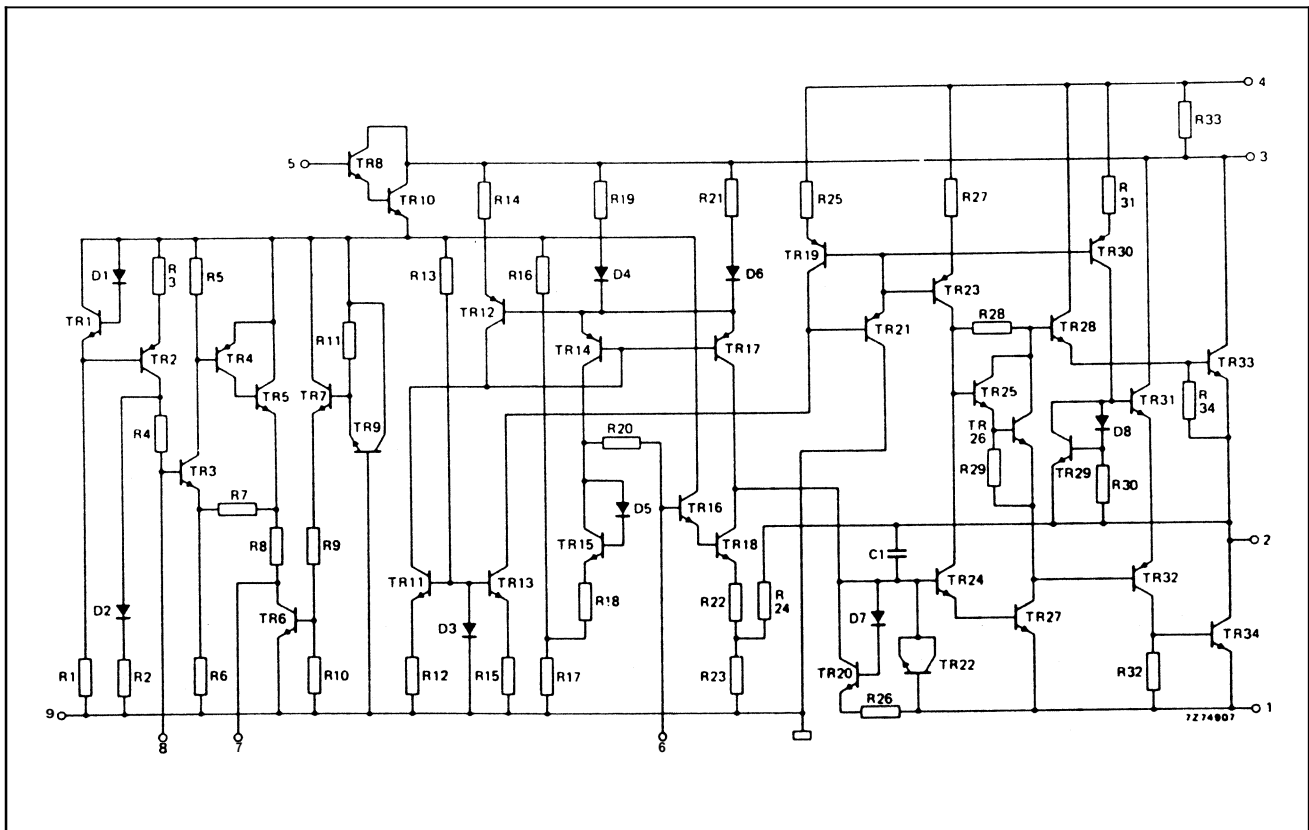 4
R33
5
TR8
3
TR10
R14
R19
R21
R25
R27
R
31
D1
R
3
R5
R13
R16
D4
D6
TR19
TR30
TR1
TR2
TR4
R11
TR12
TR23
TR5
TR7
TR14
TR17
TR21
R28
TR28
TR33
R4
TR9
TR25
TR31
R
34
R20
TR
26
D8
TR3
R29
TR29
R30
R7
D5
TR16
R8
R9
TR15
TR18
C1
2
TR11
TR13
R18
R22
R
24
TR24
TR32
D2
TR6
D3
D7
TR27
TR34
R1
R2
R6
R10
R12
R15
R17
R23
TR20
TR22
R32
R26
9
1
7Z74907
8
7
6